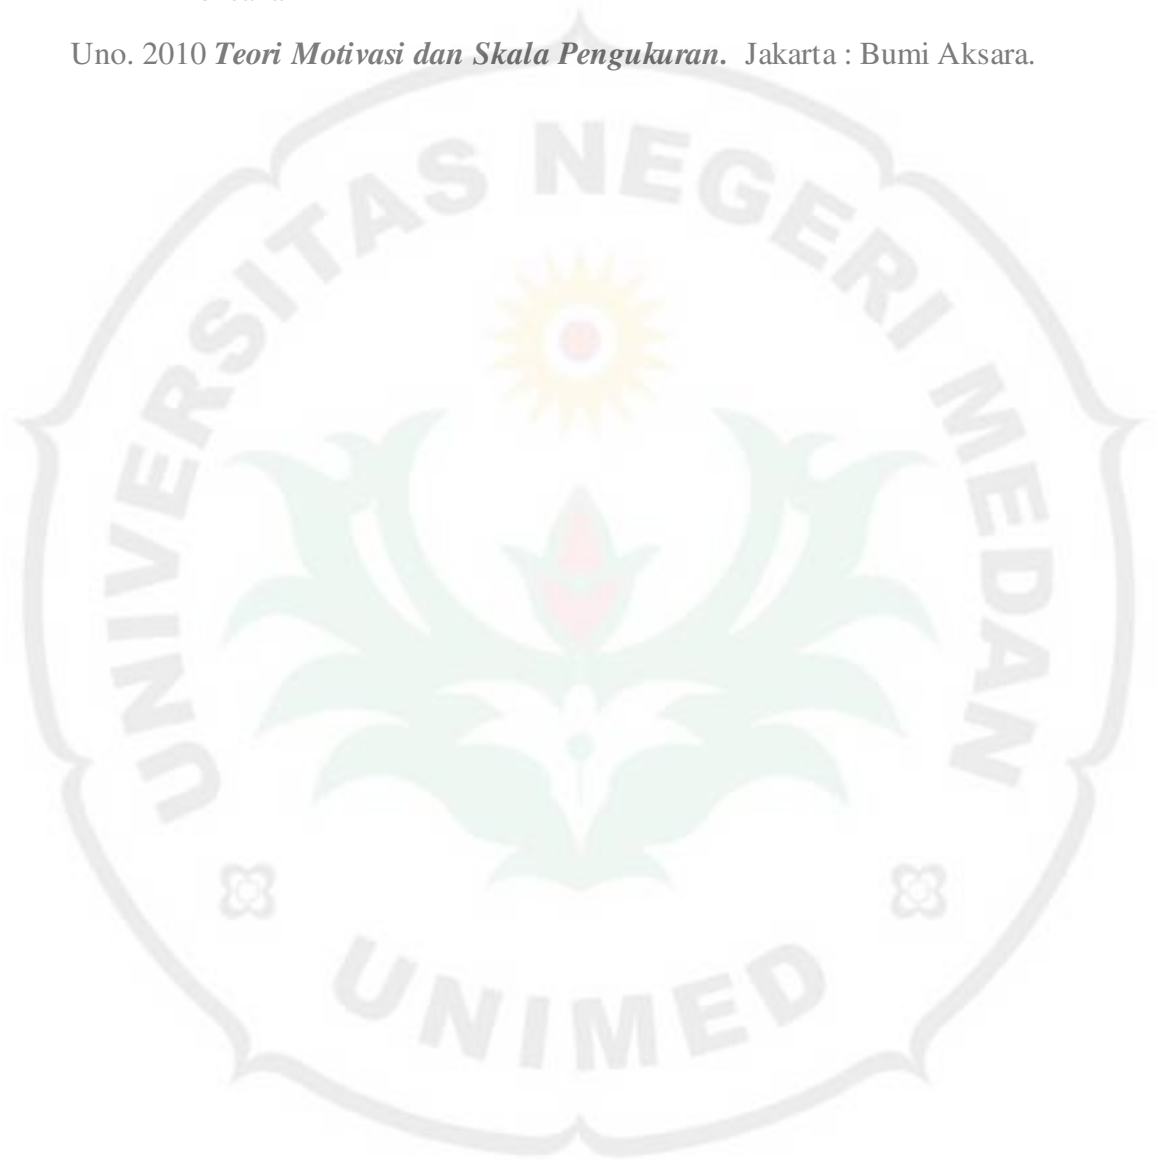 Uno. 2010 Teori Motivasi dan Skala Pengukuran. Jakarta : Bumi Aksara.
UNIVERSITAS NEGERI MEDAN
UNIMED